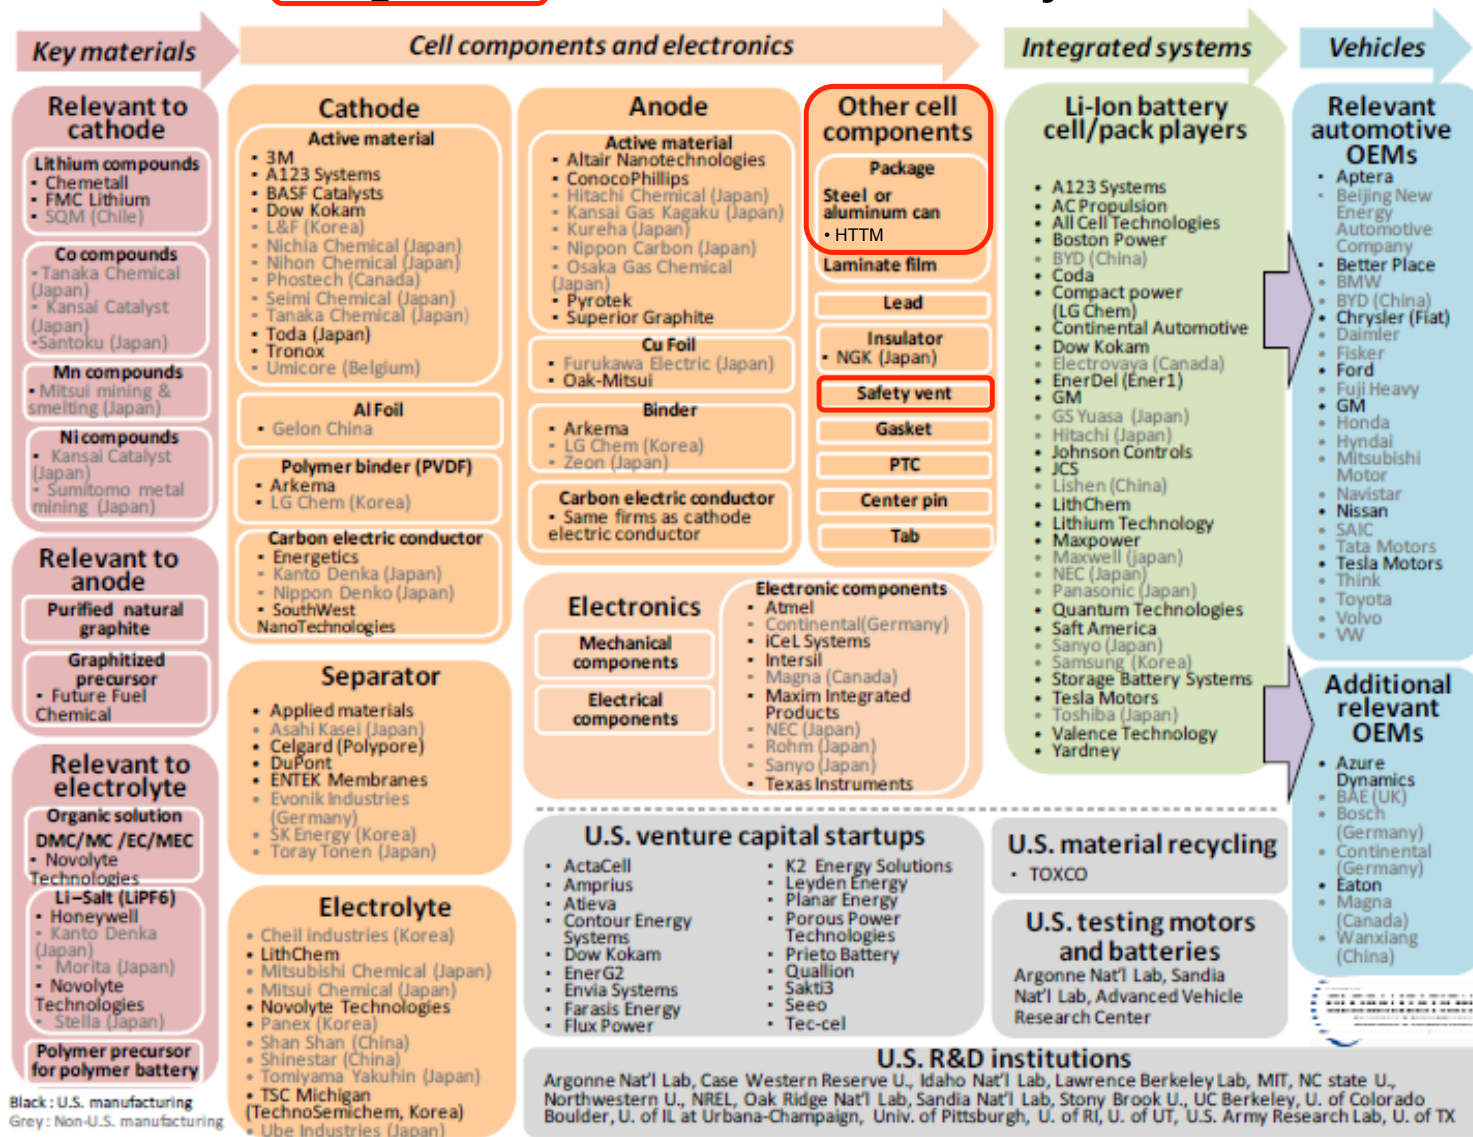 Key materials
Cell components and electronics
Integrated systems
Vehicles
Relevant to
cathode
Lithium compounds
▪ Chemetall
▪ FMC Lithium
▪ SQM (Chile)
Co compounds
▪ Tanaka Chemical
(Japan)
▪ Kansai Catalyst
(Japan)
▪ Santoku (Japan)
Mn compounds
▪ Mitsui mining &
smelting (Japan)
Ni compounds
▪ Kansai Catalyst
(Japan)
▪ Sumitomo metal
mining (Japan)
Relevant to
anode
Purified natural
graphite
Graphitized
precursor
▪ Future Fuel
Chemical
Relevant to
electrolyte
Organic solution
DMC/MC /EC/MEC
▪ Novolyte
Technologies
Li–Salt (LiPF6)
▪ Honeywell
▪ Kanto Denka
(Japan)
▪ Morita (Japan)
▪ Novolyte
Technologies
▪ Stella (Japan)
Polymer precursor
for polymer battery
Black : U.S. manufacturing
Grey : Non-U.S. manufacturing
Cathode
Active material
▪ 3M
▪ A123 Systems
▪ BASF Catalysts
▪ Dow Kokam
▪ L&F (Korea)
▪ Nichia Chemical (Japan)
▪ Nihon Chemical (Japan)
▪ Phostech (Canada)
▪ Seimi Chemical (Japan)
▪ Tanaka Chemical (Japan)
▪ Toda (Japan)
▪ Tronox
▪ Umicore (Belgium)
Al Foil
▪ Gelon China
Polymer binder (PVDF)
▪ Arkema
▪ LG Chem (Korea)
Carbon electric conductor
▪ Energetics
▪ Kanto Denka (Japan)
▪ Nippon Denko (Japan)
▪ SouthWest
NanoTechnologies
Separator
• Applied materials
• Asahi Kasei (Japan)
• Celgard (Polypore)
• DuPont
• ENTEK Membranes
• Evonik Industries
(Germany)
• SK Energy (Korea)
• Toray Tonen (Japan)
Electrolyte
• Cheil industries (Korea)
• LithChem
• Mitsubishi Chemical (Japan)
• Mitsui Chemical (Japan)
• Novolyte Technologies
• Panex (Korea)
• Shan Shan (China)
• Shinestar (China)
• Tomiyama Yakuhin (Japan)
• TSC Michigan
(TechnoSemichem, Korea)
• Ube Industries (Japan)
Anode
Active material
▪ Altair Nanotechnologies
▪ ConocoPhillips
▪ Hitachi Chemical (Japan)
▪ Kansai Gas Kagaku (Japan)
▪ Kureha (Japan)
▪ Nippon Carbon (Japan)
▪ Osaka Gas Chemical
(Japan)
▪ Pyrotek
▪ Superior Graphite
Cu Foil
▪ Furukawa Electric (Japan)
▪ Oak-Mitsui
Binder
▪ Arkema
▪ LG Chem (Korea)
▪ Zeon (Japan)
Carbon electric conductor
▪ Same firms as cathode
electric conductor
Other cell
components
Package
Steel or
aluminum can
• HTTM
Laminate film
Lead
Insulator
▪ NGK (Japan)
Safety vent
Gasket
PTC
Center pin
Tab
Electronics
Mechanical
components
Electrical
components
Electronic components
▪ Atmel
▪ Continental(Germany)
▪ iCeL Systems
▪ Intersil
▪ Magna (Canada)
▪ Maxim Integrated
Products
▪ NEC (Japan)
▪ Rohm (Japan)
▪ Sanyo (Japan)
▪ Texas Instruments
Li-Ion battery
cell/pack players
• A123 Systems
• AC Propulsion
• All Cell Technologies
• Boston Power
• BYD (China)
• Coda
• Compact power
(LG Chem)
• Continental Automotive
• Dow Kokam
• Electrovaya (Canada)
• EnerDel (Ener1)
• GM
• GS Yuasa (Japan)
• Hitachi (Japan)
• Johnson Controls
• JCS
• Lishen (China)
• LithChem
• Lithium Technology
• Maxpower
• Maxwell (japan)
• NEC (Japan)
• Panasonic (Japan)
• Quantum Technologies
• Saft America
• Sanyo (Japan)
• Samsung (Korea)
• Storage Battery Systems
• Tesla Motors
• Toshiba (Japan)
• Valence Technology
• Yardney
Relevant
automotive
OEMs
• Aptera
• Beijing New
Energy
Automotive
Company
• Better Place
• BMW
• BYD (China)
• Chrysler (Fiat)
• Daimler
• Fisker
• Ford
• Fuji Heavy
• GM
• Honda
• Hyndai
• Mitsubishi
Motor
• Navistar
• Nissan
• SAIC
• Tata Motors
• Tesla Motors
• Think
• Toyota
• Volvo
• VW
Additional
relevant
OEMs
• Azure
Dynamics
• BAE (UK)
• Bosch
(Germany)
• Continental
(Germany)
• Eaton
• Magna
(Canada)
• Wanxiang
(China)
U.S. venture capital startups
• ActaCell
• Amprius
• Atieva
• Contour Energy
Systems
• Dow Kokam
• EnerG2
• Envia Systems
• Farasis Energy
• Flux Power
• K2 Energy Solutions
• Leyden Energy
• Planar Energy
• Porous Power
Technologies
• Prieto Battery
• Quallion
• Sakti3
• Seeo
• Tec-cel
U.S. material recycling
• TOXCO
U.S. testing motors
and batteries
Argonne Nat'l Lab, Sandia
Nat'l Lab, Advanced Vehicle
Research Center
U.S. R&D institutions
Argonne Nat'l Lab, Case Western Reserve U., Idaho Nat'l Lab, Lawrence Berkeley Lab, MIT, NC state U.,
Northwestern U., NREL, Oak Ridge Nat'l Lab, Sandia Nat'l Lab, Stony Brook U., UC Berkeley, U. of Colorado
Boulder, U. of IL at Urbana-Champaign, Univ. of Pittsburgh, U. of RI, U. of UT, U.S. Army Research Lab, U. of TX